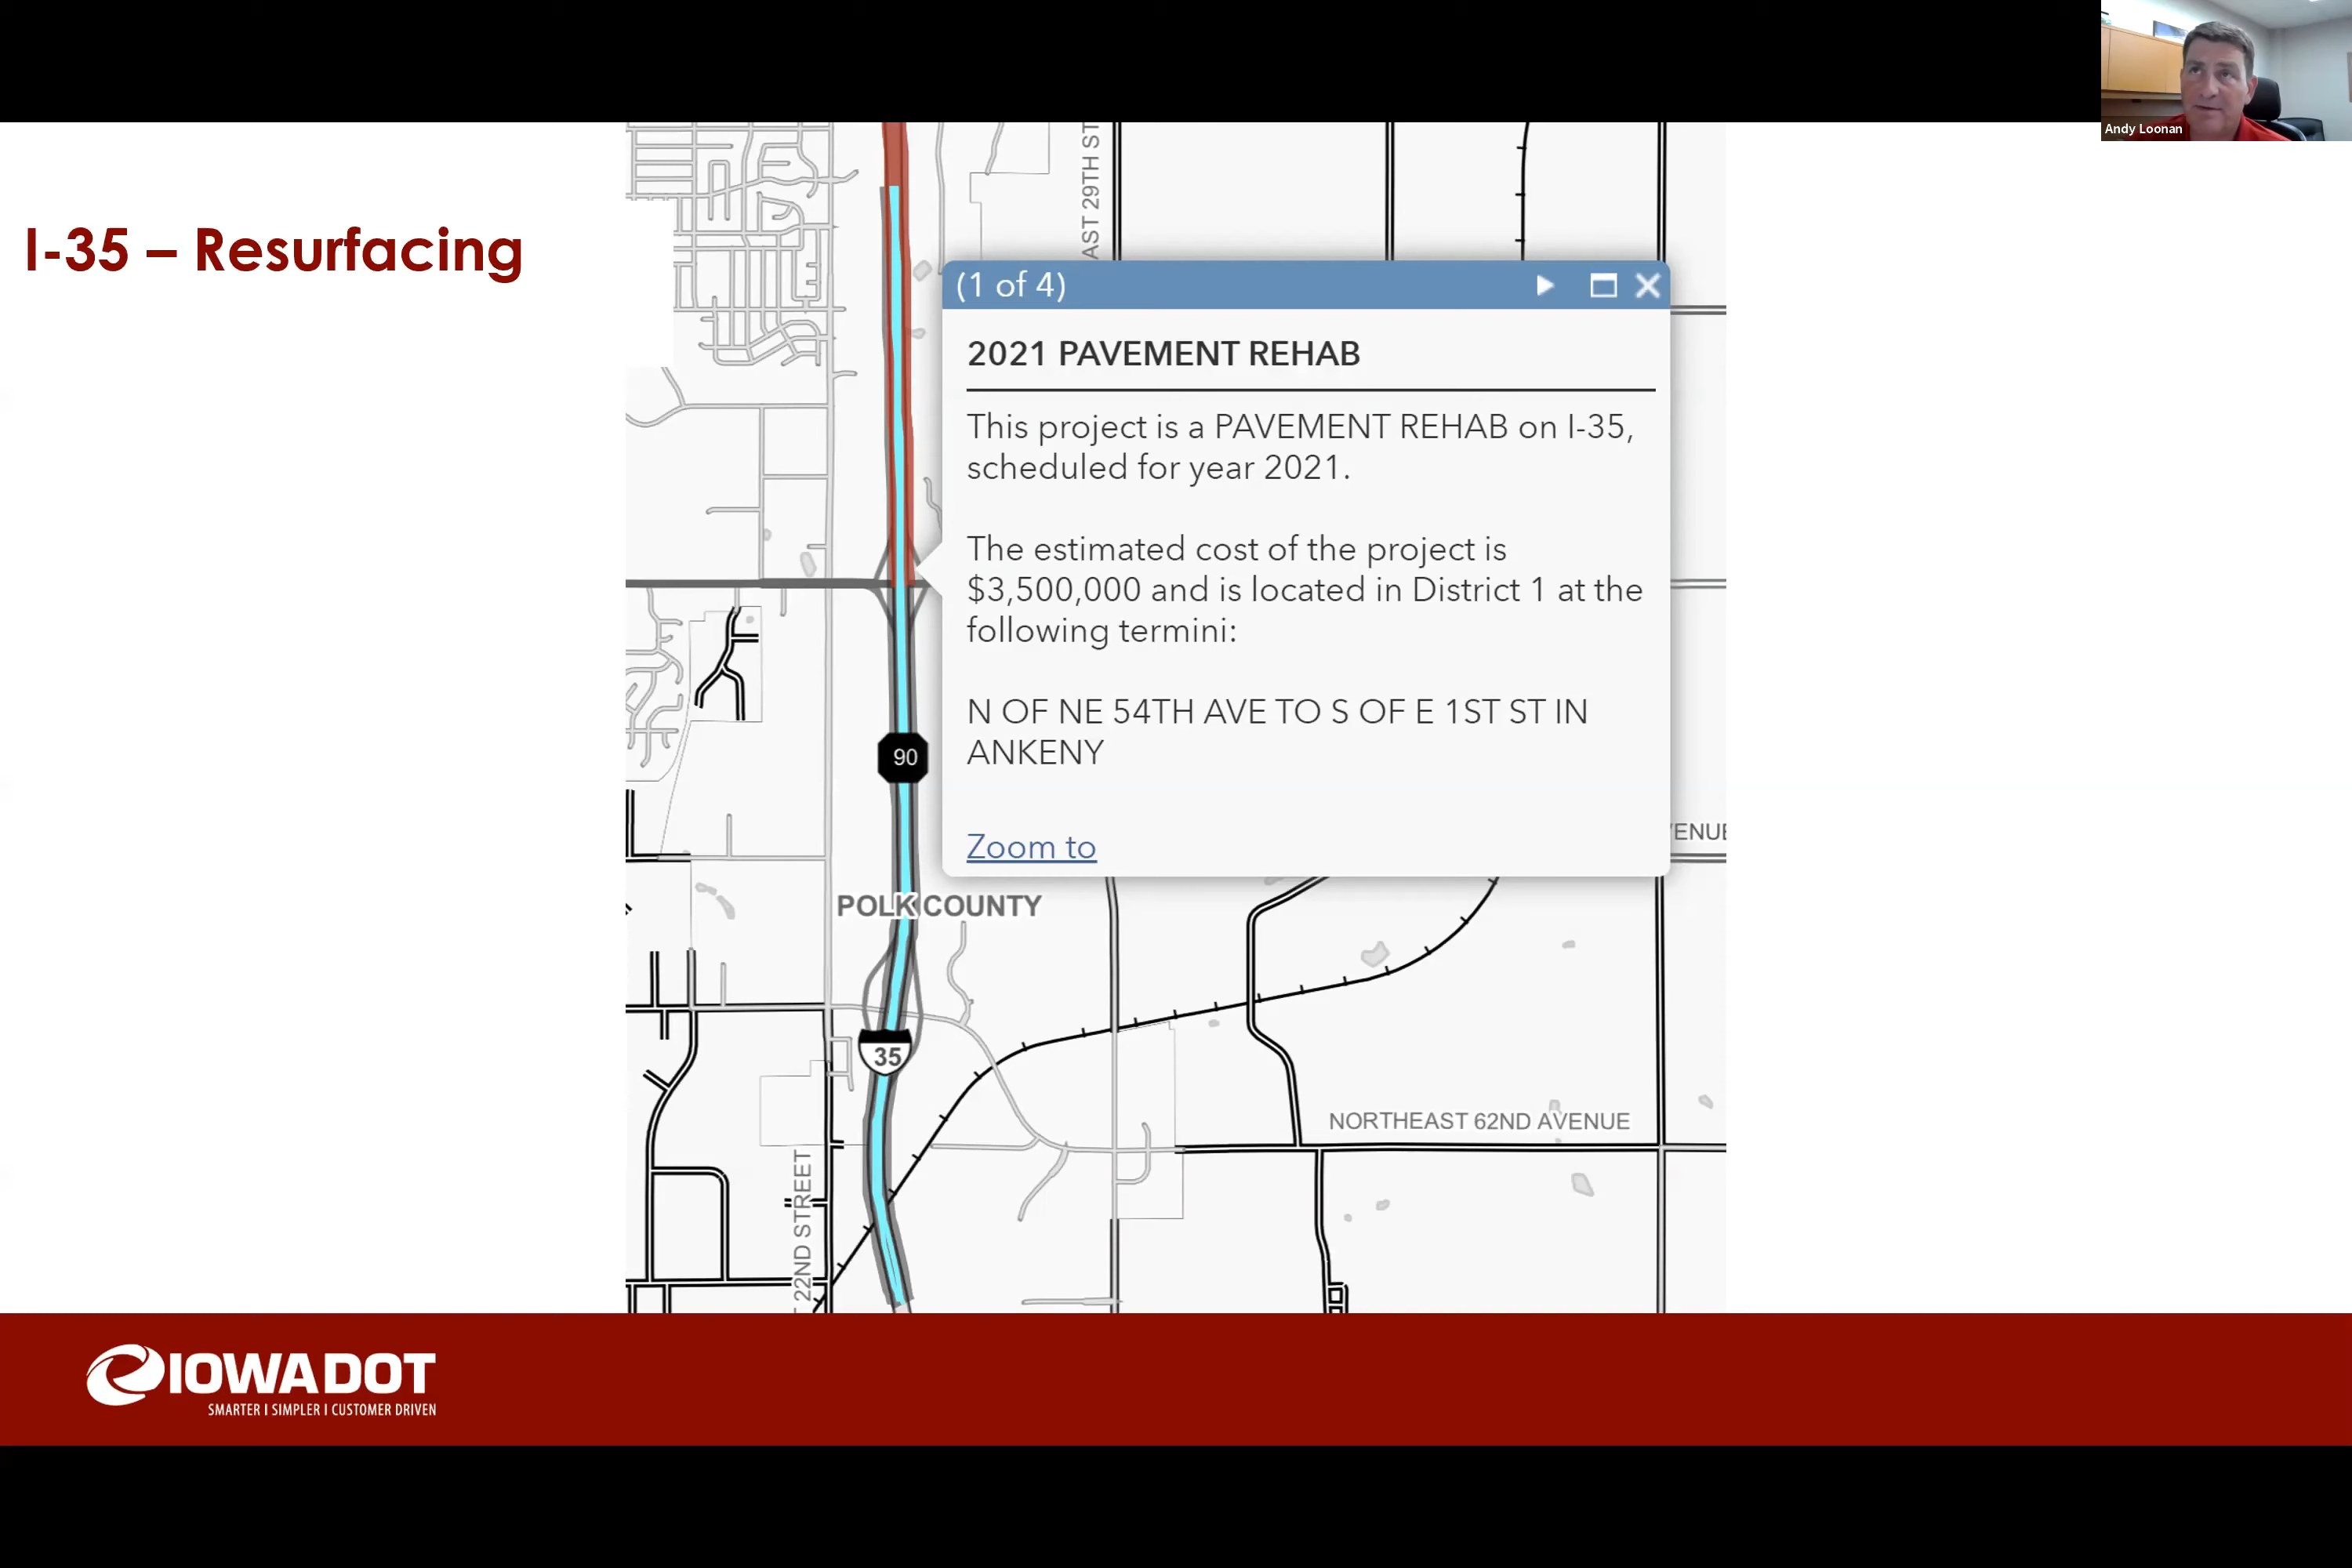 Andy Loonan
I-35 – Resurfacing
AST 29TH ST
(1 of 4)
2021 PAVEMENT REHAB
This project is a PAVEMENT REHAB on I-35,
scheduled for year 2021.
The estimated cost of the project is
$3,500,000 and is located in District 1 at the
following termini:
N OF NE 54TH AVE TO S OF E 1ST ST IN
ANKENY
Zoom to
90
VENUE
POLK COUNTY
35
NORTHEAST 62ND AVENUE
T 22ND STREET
IOWADOT
SMARTER | SIMPLER | CUSTOMER DRIVEN